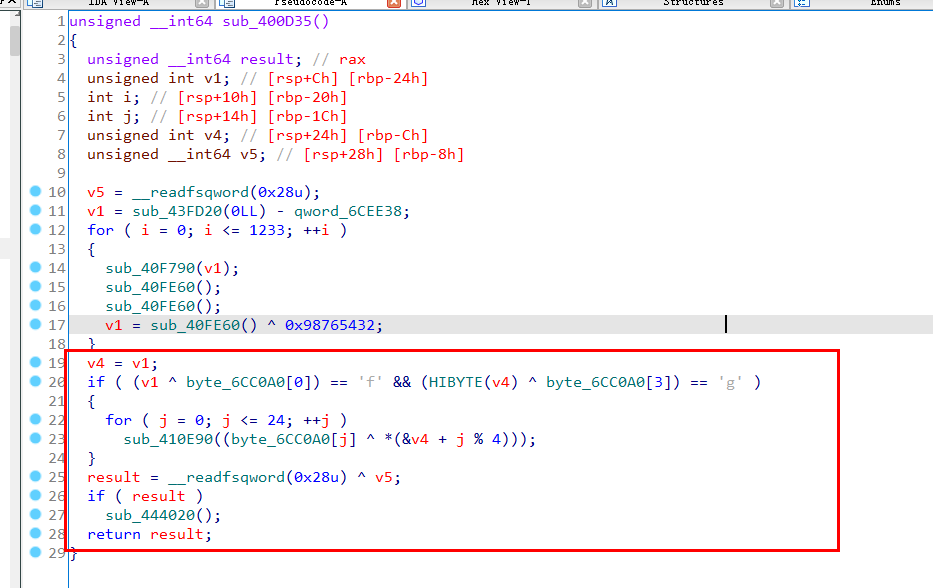 IDA View-A Pseudocode-A Hex View-1 Structures Enums
1 unsigned __int64 sub_400D35()
2 {
3 unsigned __int64 result; // rax
4 unsigned int v1; // [rsp+Ch] [rbp-24h]
5 int i; // [rsp+10h] [rbp-20h]
6 int j; // [rsp+14h] [rbp-1Ch]
7 unsigned int v4; // [rsp+24h] [rbp-Ch]
8 unsigned __int64 v5; // [rsp+28h] [rbp-8h]
9
10 v5 = __readfsqword(0x28u);
11 v1 = sub_43FD20(0LL) - qword_6CEE38;
12 for ( i = 0; i <= 1233; ++i )
13 {
14 sub_40F790(v1);
15 sub_40FE60();
16 sub_40FE60();
17 v1 = sub_40FE60() ^ 0x98765432;
18 }
19 v4 = v1;
20 if ( (v1 ^ byte_6CC0A0[0]) == 'f' && (HIBYTE(v4) ^ byte_6CC0A0[3]) == 'g' )
21 {
22 for ( j = 0; j <= 24; ++j )
23 sub_410E90((byte_6CC0A0[j] ^ *(&v4 + j % 4)));
24 }
25 result = __readfsqword(0x28u) ^ v5;
26 if ( result )
27 sub_444020();
28 return result;
29 }